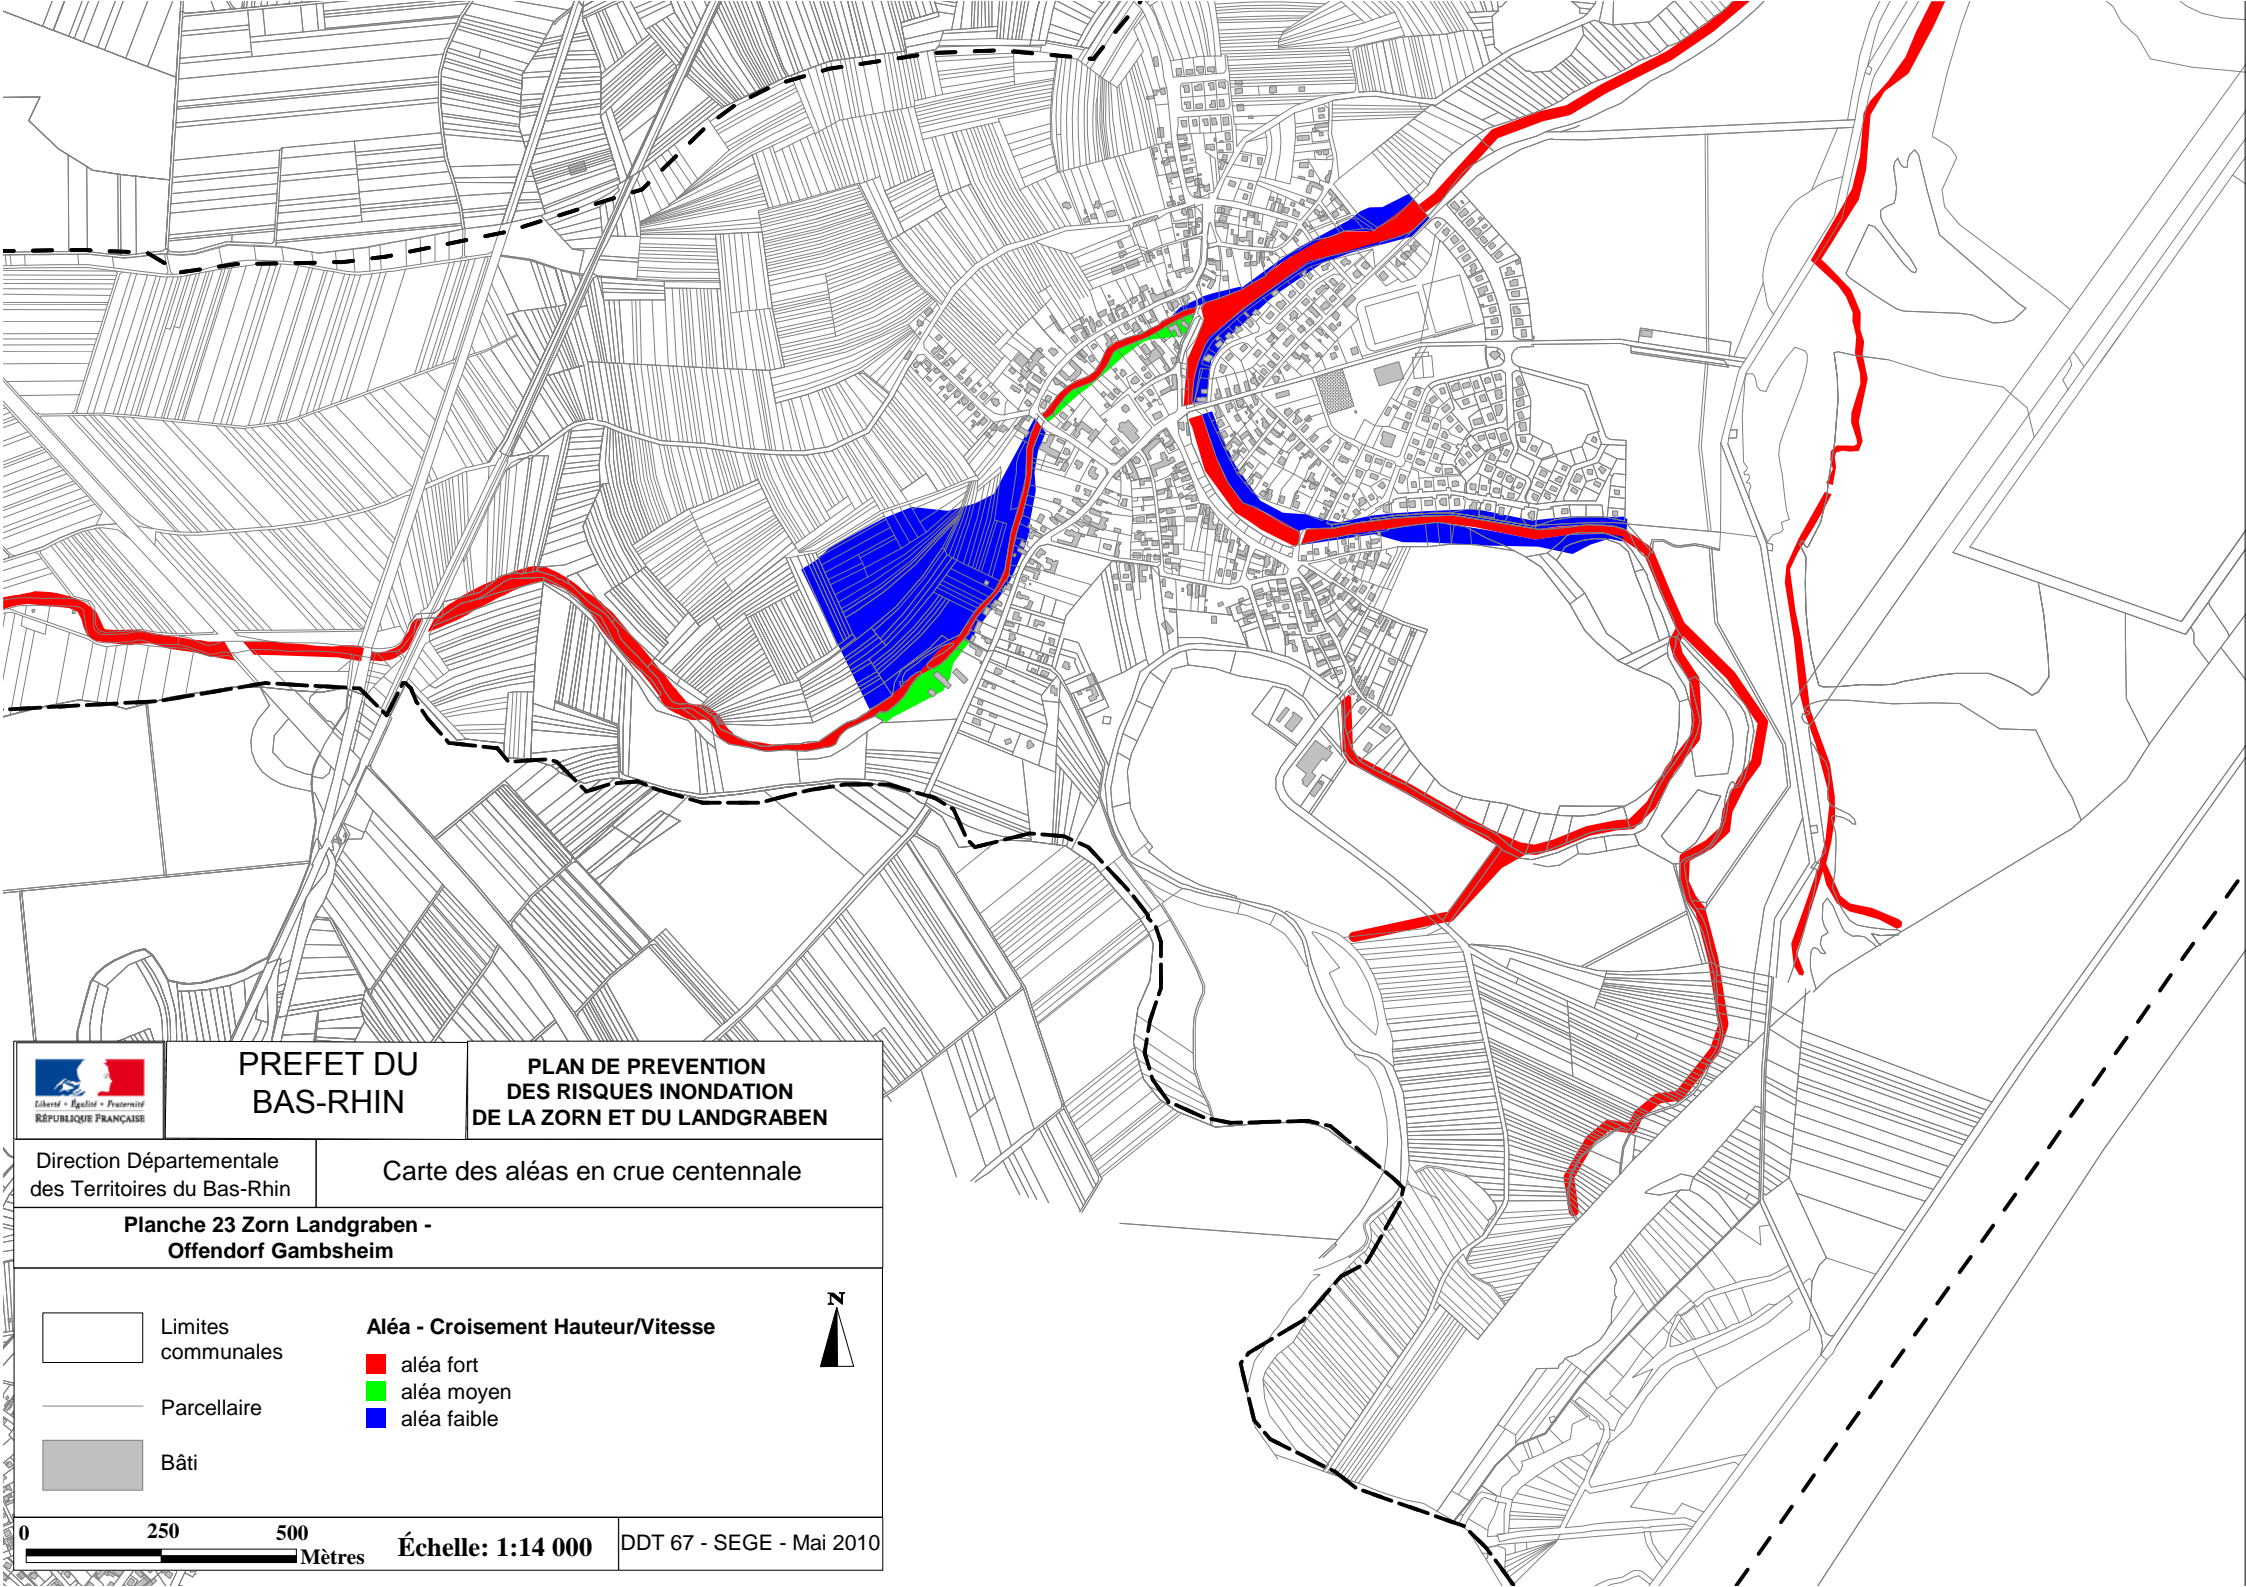 Liberté • Égalité • Fraternité
RÉPUBLIQUE FRANÇAISE
PREFET DU
BAS-RHIN
PLAN DE PREVENTION
DES RISQUES INONDATION
DE LA ZORN ET DU LANDGRABEN
Direction Départementale
des Territoires du Bas-Rhin
Carte des aléas en crue centennale
Planche 23 Zorn Landgraben -
Offendorf Gambsheim
Limites
communales
Parcellaire
Bâti
Aléa - Croisement Hauteur/Vitesse
aléa fort
aléa moyen
aléa faible
N
0 250 500
Mètres
Échelle: 1:14 000
DDT 67 - SEGE - Mai 2010